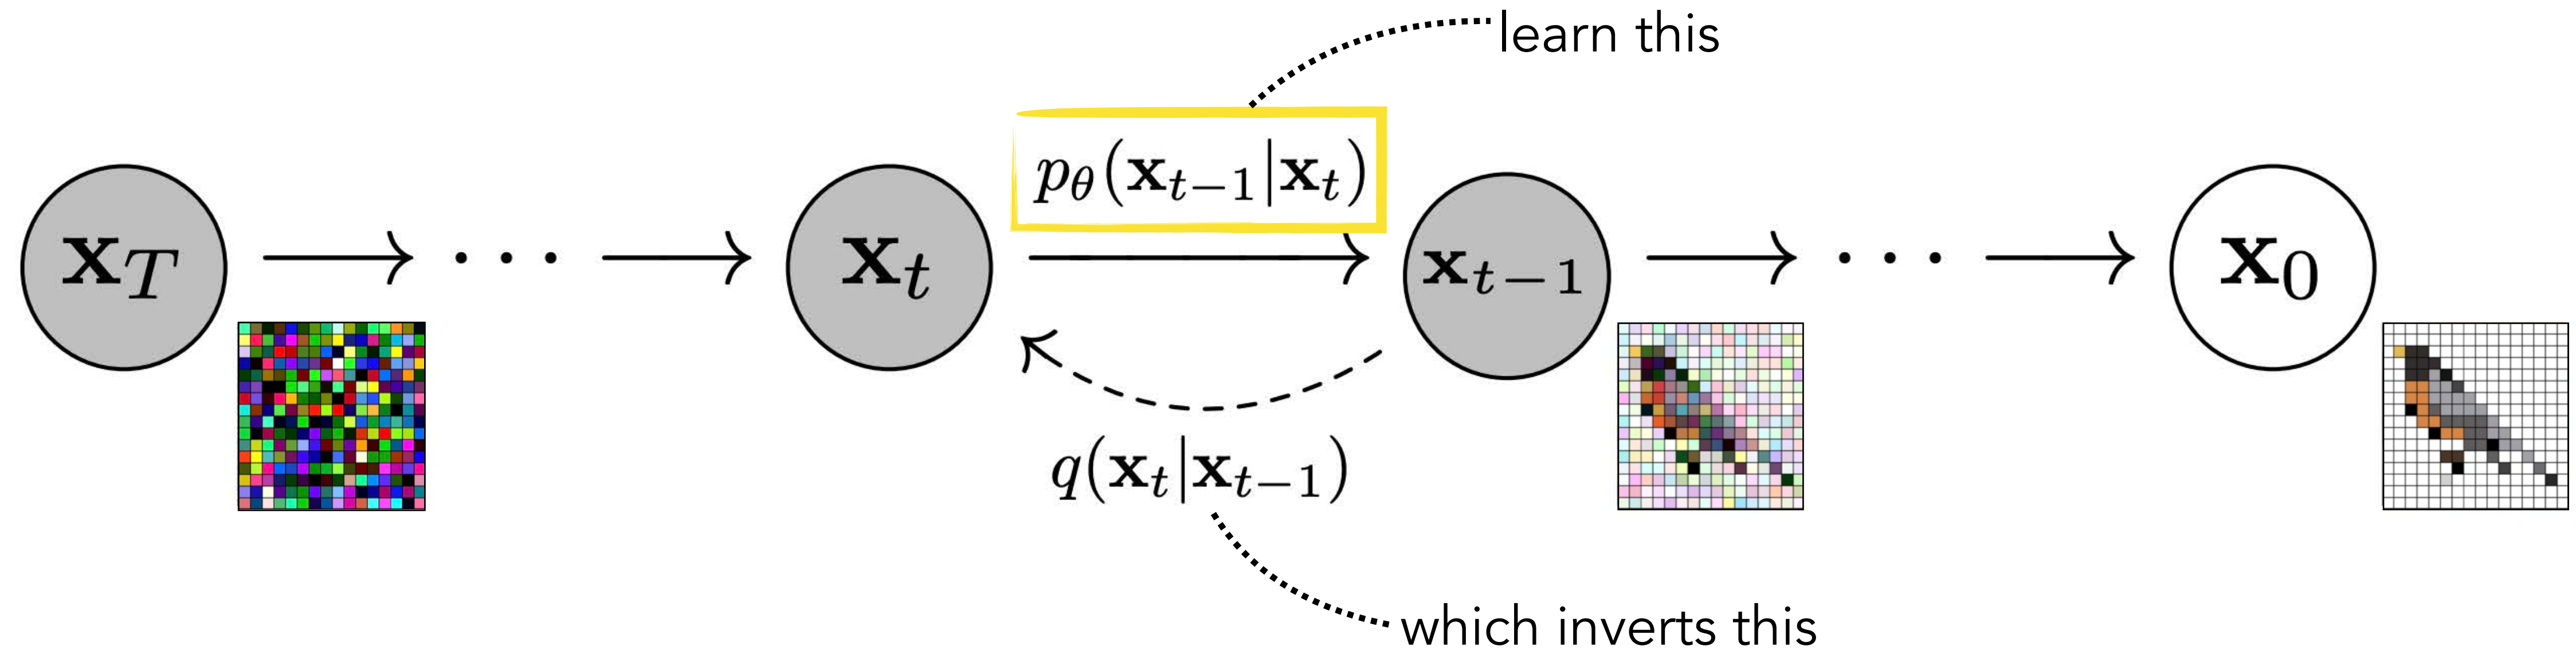 learn this
p_θ(x_{t−1}|x_t)
x_T → · · · → x_t → x_{t−1} → · · · → x_0
q(x_t|x_{t−1})
which inverts this